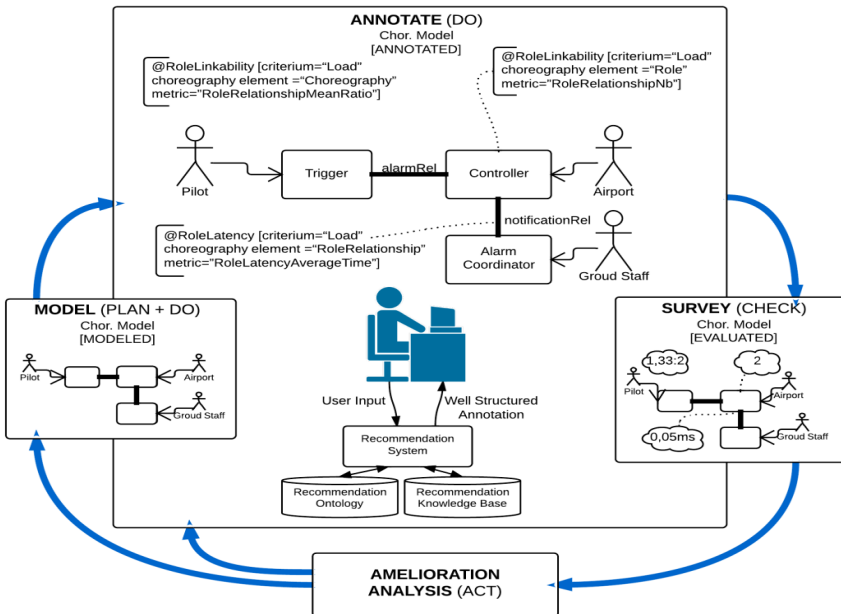 ANNOTATE (DO)
Chor. Model
[ANNOTATED]
@RoleLinkability [criterium=“Load"
choreography element =“Choreography”
metric="RoleRelationshipMeanRatio”]
@RoleLinkability [criterium=“Load"
choreography element =“Role”
metric="RoleRelationshipNb”]
Pilot
Trigger
alarmRel
Controller
Airport
notificationRel
@RoleLatency [criterium=“Load"
choreography element =“RoleRelationship”
metric="RoleLatencyAverageTime”]
Alarm
Coordinator
Groud Staff
MODEL (PLAN + DO)
Chor. Model
[MODELED]
Pilot
Airport
Groud Staff
SURVEY (CHECK)
Chor. Model
[EVALUATED]
1,33:2
2
Pilot
Airport
0,05ms
Groud Staff
User Input
Well Structured
Annotation
Recommendation
System
Recommendation
Ontology
Recommendation
Knowledge Base
AMELIORATION
ANALYSIS (ACT)